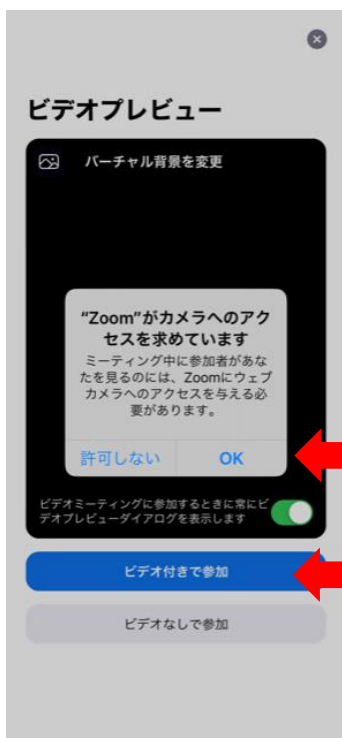 ビデオプレビュー
バーチャル背景を変更
"Zoom"がカメラへのアク
セスを求めています
ミーティング中に参加者があな
たを見るのには、Zoomにウェブ
カメラへのアクセスを与える必
要があります。
許可しない
OK
ビデオミーティングに参加するときに常にビ
デオプレビューダイアログを表示します
ビデオ付きで参加
ビデオなしで参加